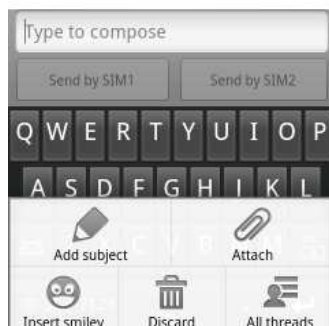 Type to compose
Send by SIM1 Send by SIM2
Q W E R T Y U I O P
A S D F G H J K L
Add subject Attach
Insert smiley Discard All threads